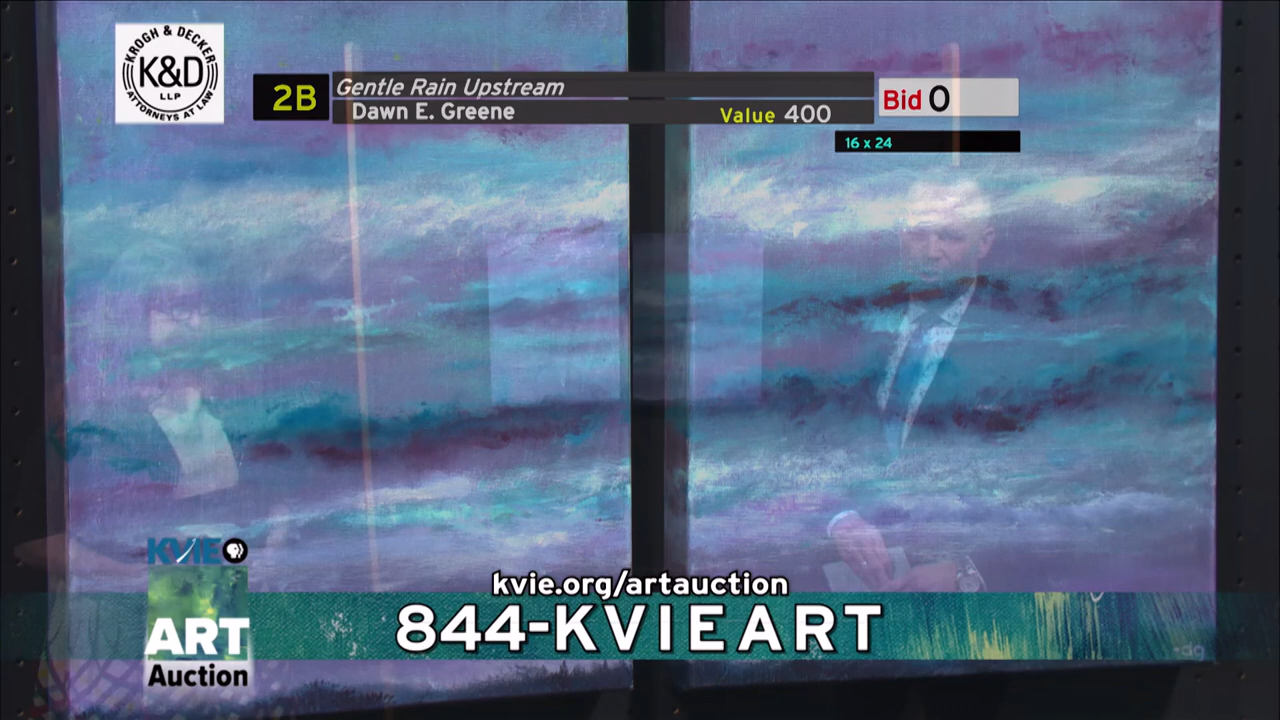 KROGH & DECKER
K&D
LLP
ATTORNEYS AT LAW
2B
Gentle Rain Upstream
Dawn E. Greene
Value 400
Bid 0
16 x 24
KVIE
ART
Auction
kvie.org/artauction
844-KVIEART
-dg